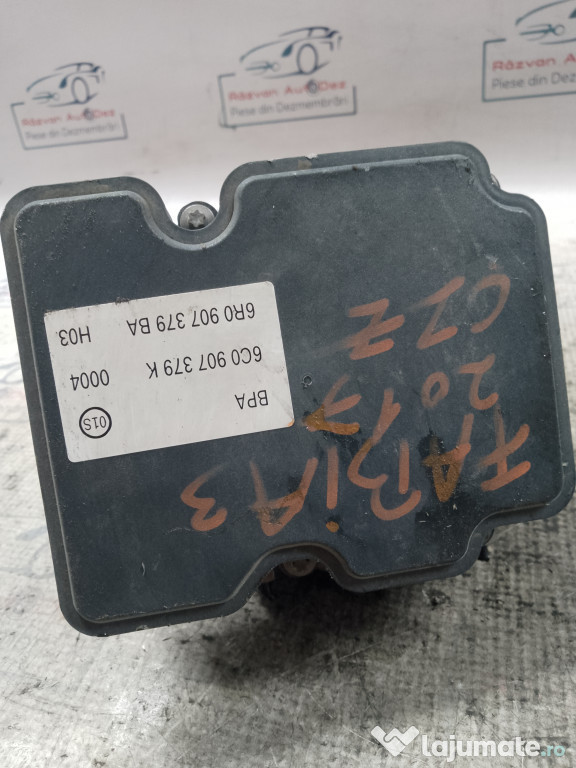 Răzvan AutoDez
Piese din Dezmembrări
Răzvan AutoDez
Piese din Dezmembrări
Răzvan AutoDez
Piese din Dezmembrări
BPA 01S
6C0 907 379 K 0004
6R0 907 379 BA H03
FABIA 3
2017
CZZ
lajumate.ro